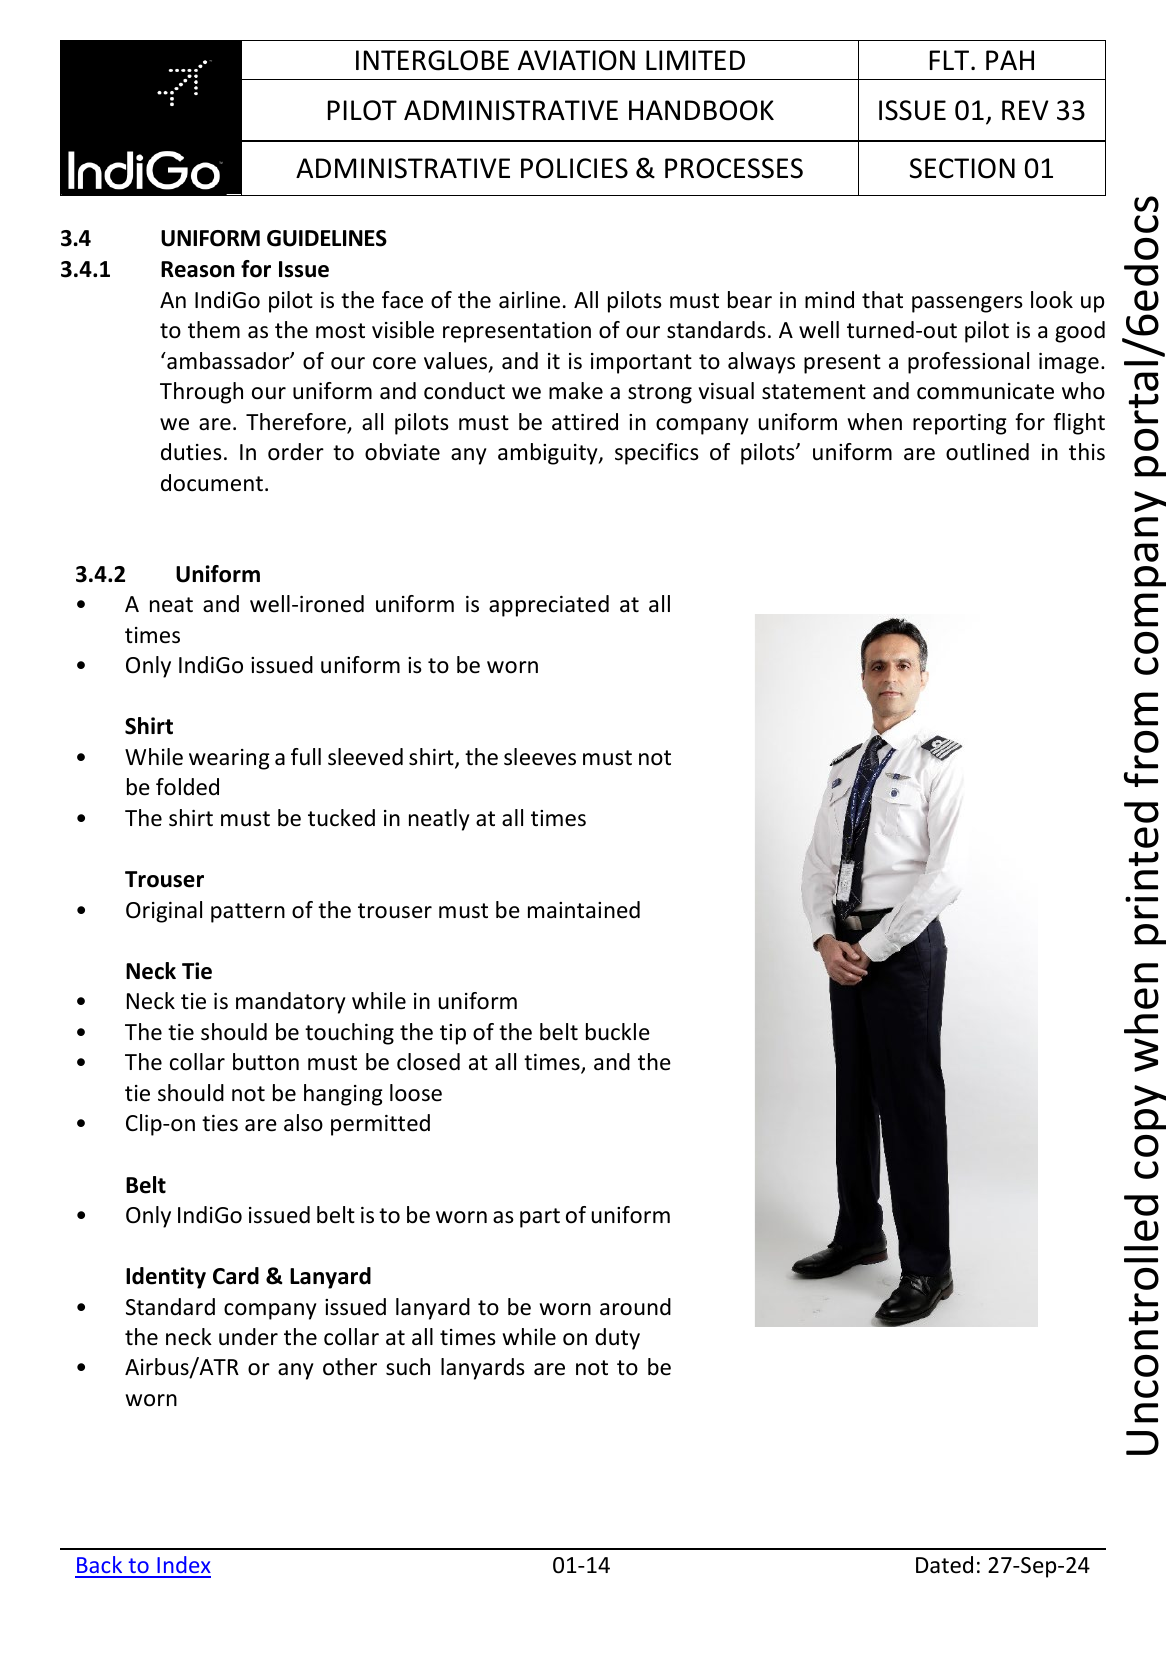 IndiGo
INTERGLOBE AVIATION LIMITED
FLT. PAH
PILOT ADMINISTRATIVE HANDBOOK
ISSUE 01, REV 33
ADMINISTRATIVE POLICIES & PROCESSES
SECTION 01
3.4 UNIFORM GUIDELINES
3.4.1 Reason for Issue
An IndiGo pilot is the face of the airline. All pilots must bear in mind that passengers look up
to them as the most visible representation of our standards. A well turned-out pilot is a good
‘ambassador’ of our core values, and it is important to always present a professional image.
Through our uniform and conduct we make a strong visual statement and communicate who
we are. Therefore, all pilots must be attired in company uniform when reporting for flight
duties. In order to obviate any ambiguity, specifics of pilots’ uniform are outlined in this
document.
3.4.2 Uniform
• A neat and well-ironed uniform is appreciated at all
times
• Only IndiGo issued uniform is to be worn
Shirt
• While wearing a full sleeved shirt, the sleeves must not
be folded
• The shirt must be tucked in neatly at all times
Trouser
• Original pattern of the trouser must be maintained
Neck Tie
• Neck tie is mandatory while in uniform
• The tie should be touching the tip of the belt buckle
• The collar button must be closed at all times, and the
tie should not be hanging loose
• Clip-on ties are also permitted
Belt
• Only IndiGo issued belt is to be worn as part of uniform
Identity Card & Lanyard
• Standard company issued lanyard to be worn around
the neck under the collar at all times while on duty
• Airbus/ATR or any other such lanyards are not to be
worn
Back to Index
01-14
Dated: 27-Sep-24
Uncontrolled copy when printed from company portal/6edocs